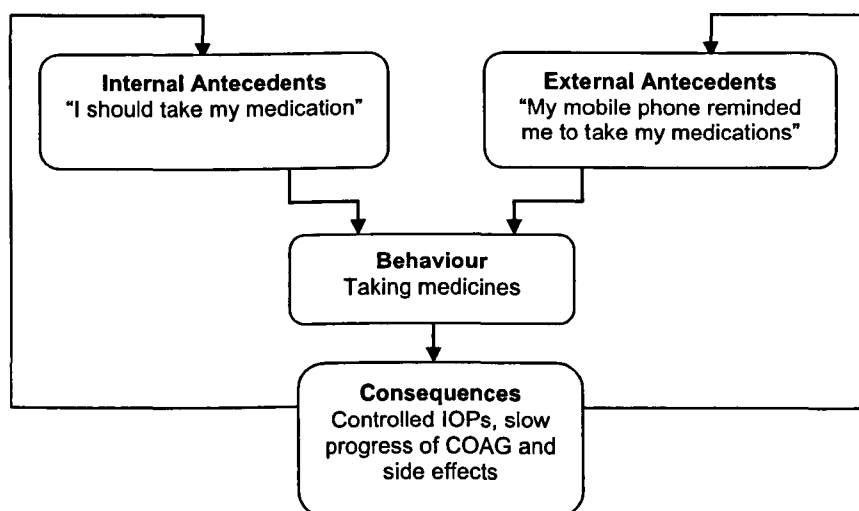 Internal Antecedents
“I should take my medication”
External Antecedents
“My mobile phone reminded
me to take my medications”
Behaviour
Taking medicines
Consequences
Controlled IOPs, slow
progress of COAG and
side effects